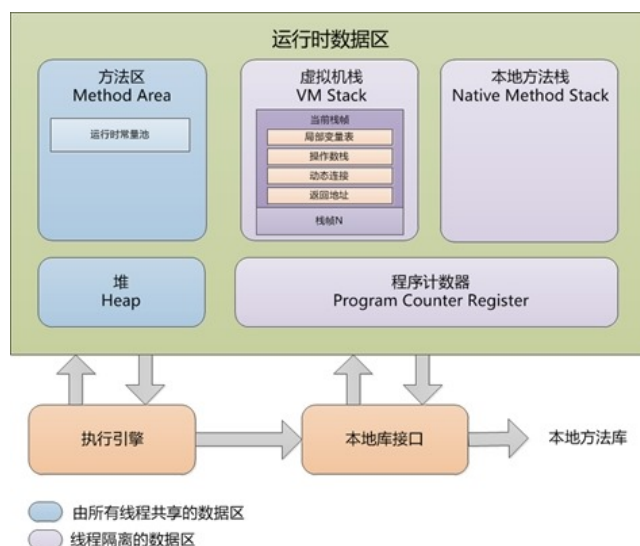 运行时数据区
方法区
Method Area
运行时常量池
虚拟机栈
VM Stack
当前栈帧
局部变量表
操作数栈
动态连接
返回地址
栈帧N
本地方法栈
Native Method Stack
堆
Heap
程序计数器
Program Counter Register
执行引擎
本地库接口
本地方法库
由所有线程共享的数据区
线程隔离的数据区